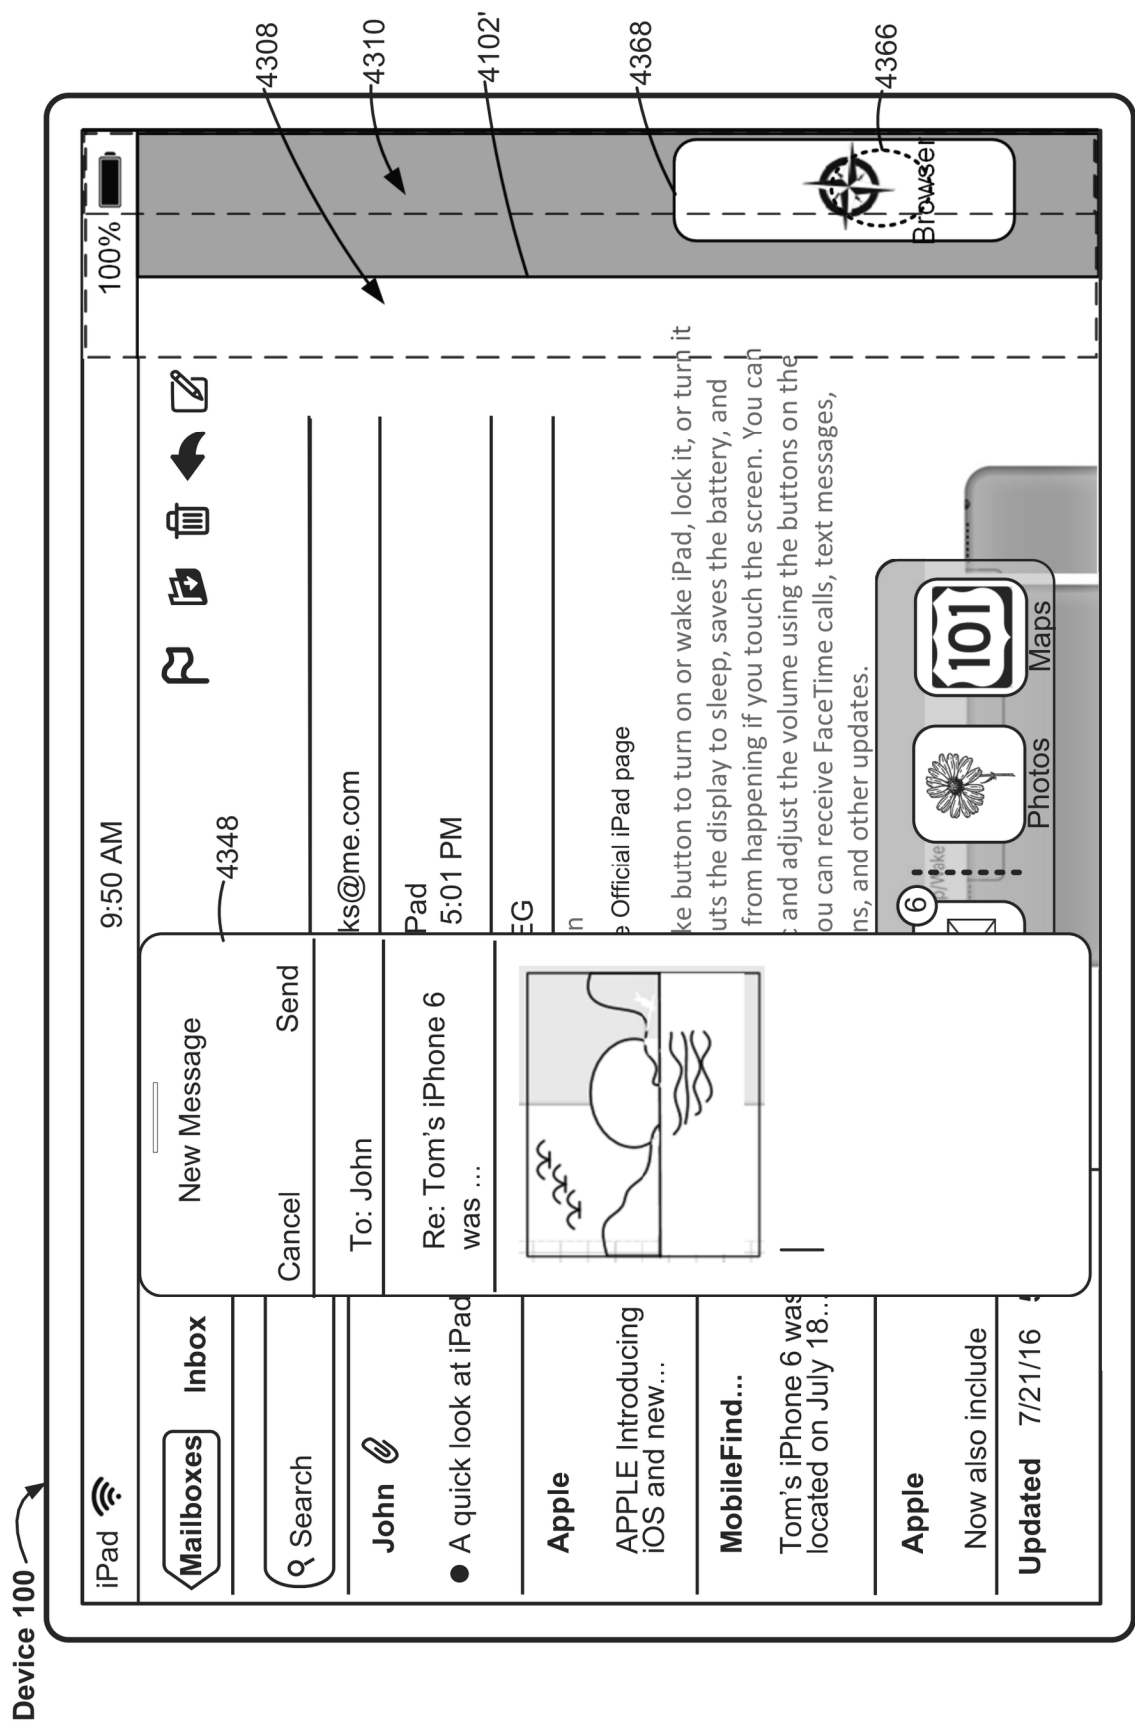 Device 100
4308
4310
4102'
4368
4366
iPad
9:50 AM
100%
Mailboxes
Inbox
Search
John
A quick look at iPad
Apple
APPLE Introducing
iOS and new...
MobileFind...
Tom's iPhone 6 was
located on July 18...
Apple
Now also include
Updated 7/21/16
4348
New Message
Cancel
Send
To: John
Re: Tom's iPhone 6
was ...
ks@me.com
Pad
5:01 PM
EG
n
e Official iPad page
ke button to turn on or wake iPad, lock it, or turn it
uts the display to sleep, saves the battery, and
from happening if you touch the screen. You can
and adjust the volume using the buttons on the
ou can receive FaceTime calls, text messages,
ns, and other updates.
p/Wake
6
Photos
101
Maps
Browser